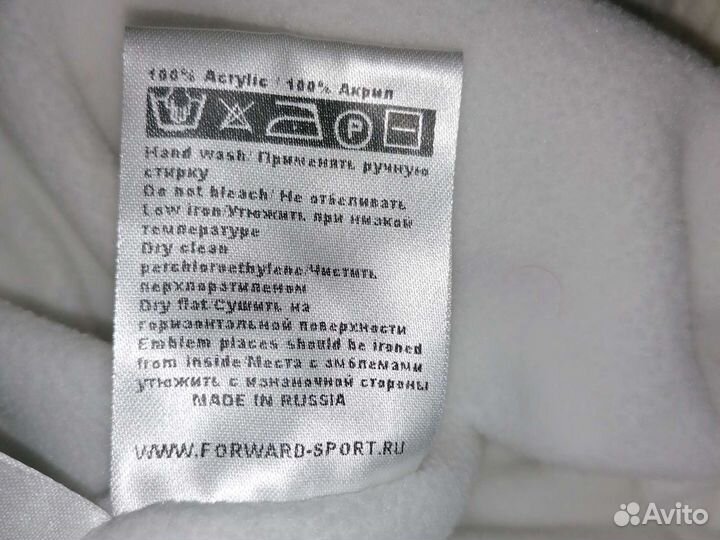 100% Acrylic / 100% Акрил
P
Hand wash/Применять ручную
стирку
Do not bleach/Не отбеливать
Low iron/Утюжить при низкой
температуре
Dry clean
perchloroethylene/Чистить
перхлоратиленом
Dry flat/Сушить на
горизонтальной поверхности
Emblem places should be ironed
from inside/Места с эмблемами
утюжить с изнаночной стороны
MADE IN RUSSIA
WWW.FORWARD-SPORT.RU
Avito